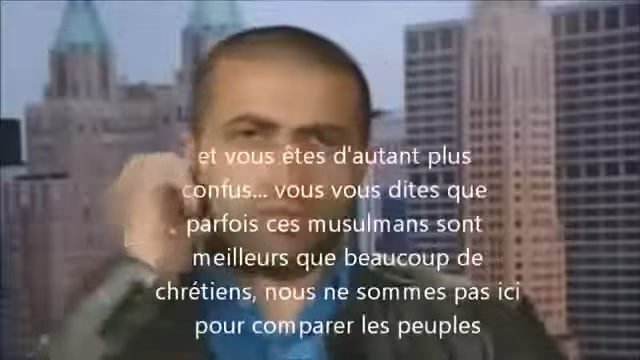 et vous êtes d'autant plus
confus... vous vous dites que
parfois ces musulmans sont
meilleurs que beaucoup de
chrétiens, nous ne sommes pas ici
pour comparer les peuples